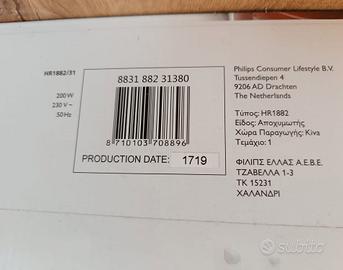 HR1882/31
200 W
230 V ~
50 Hz
8831 882 31380
8 710103 708896
PRODUCTION DATE: 1719
Philips Consumer Lifestyle B.V.
Tussendiepen 4
9206 AD Drachten
The Netherlands
Τύπος: HR1882
Είδος: Αποχυμωτής
Χώρα Παραγωγής: Κίνα
Τεμάχιο: 1
ΦΙΛΙΠΣ ΕΛΛΑΣ Α.Ε.Β.Ε.
ΤΖΑΒΕΛΛΑ 1-3
ΤΚ 15231
ΧΑΛΑΝΔΡΙ
subito